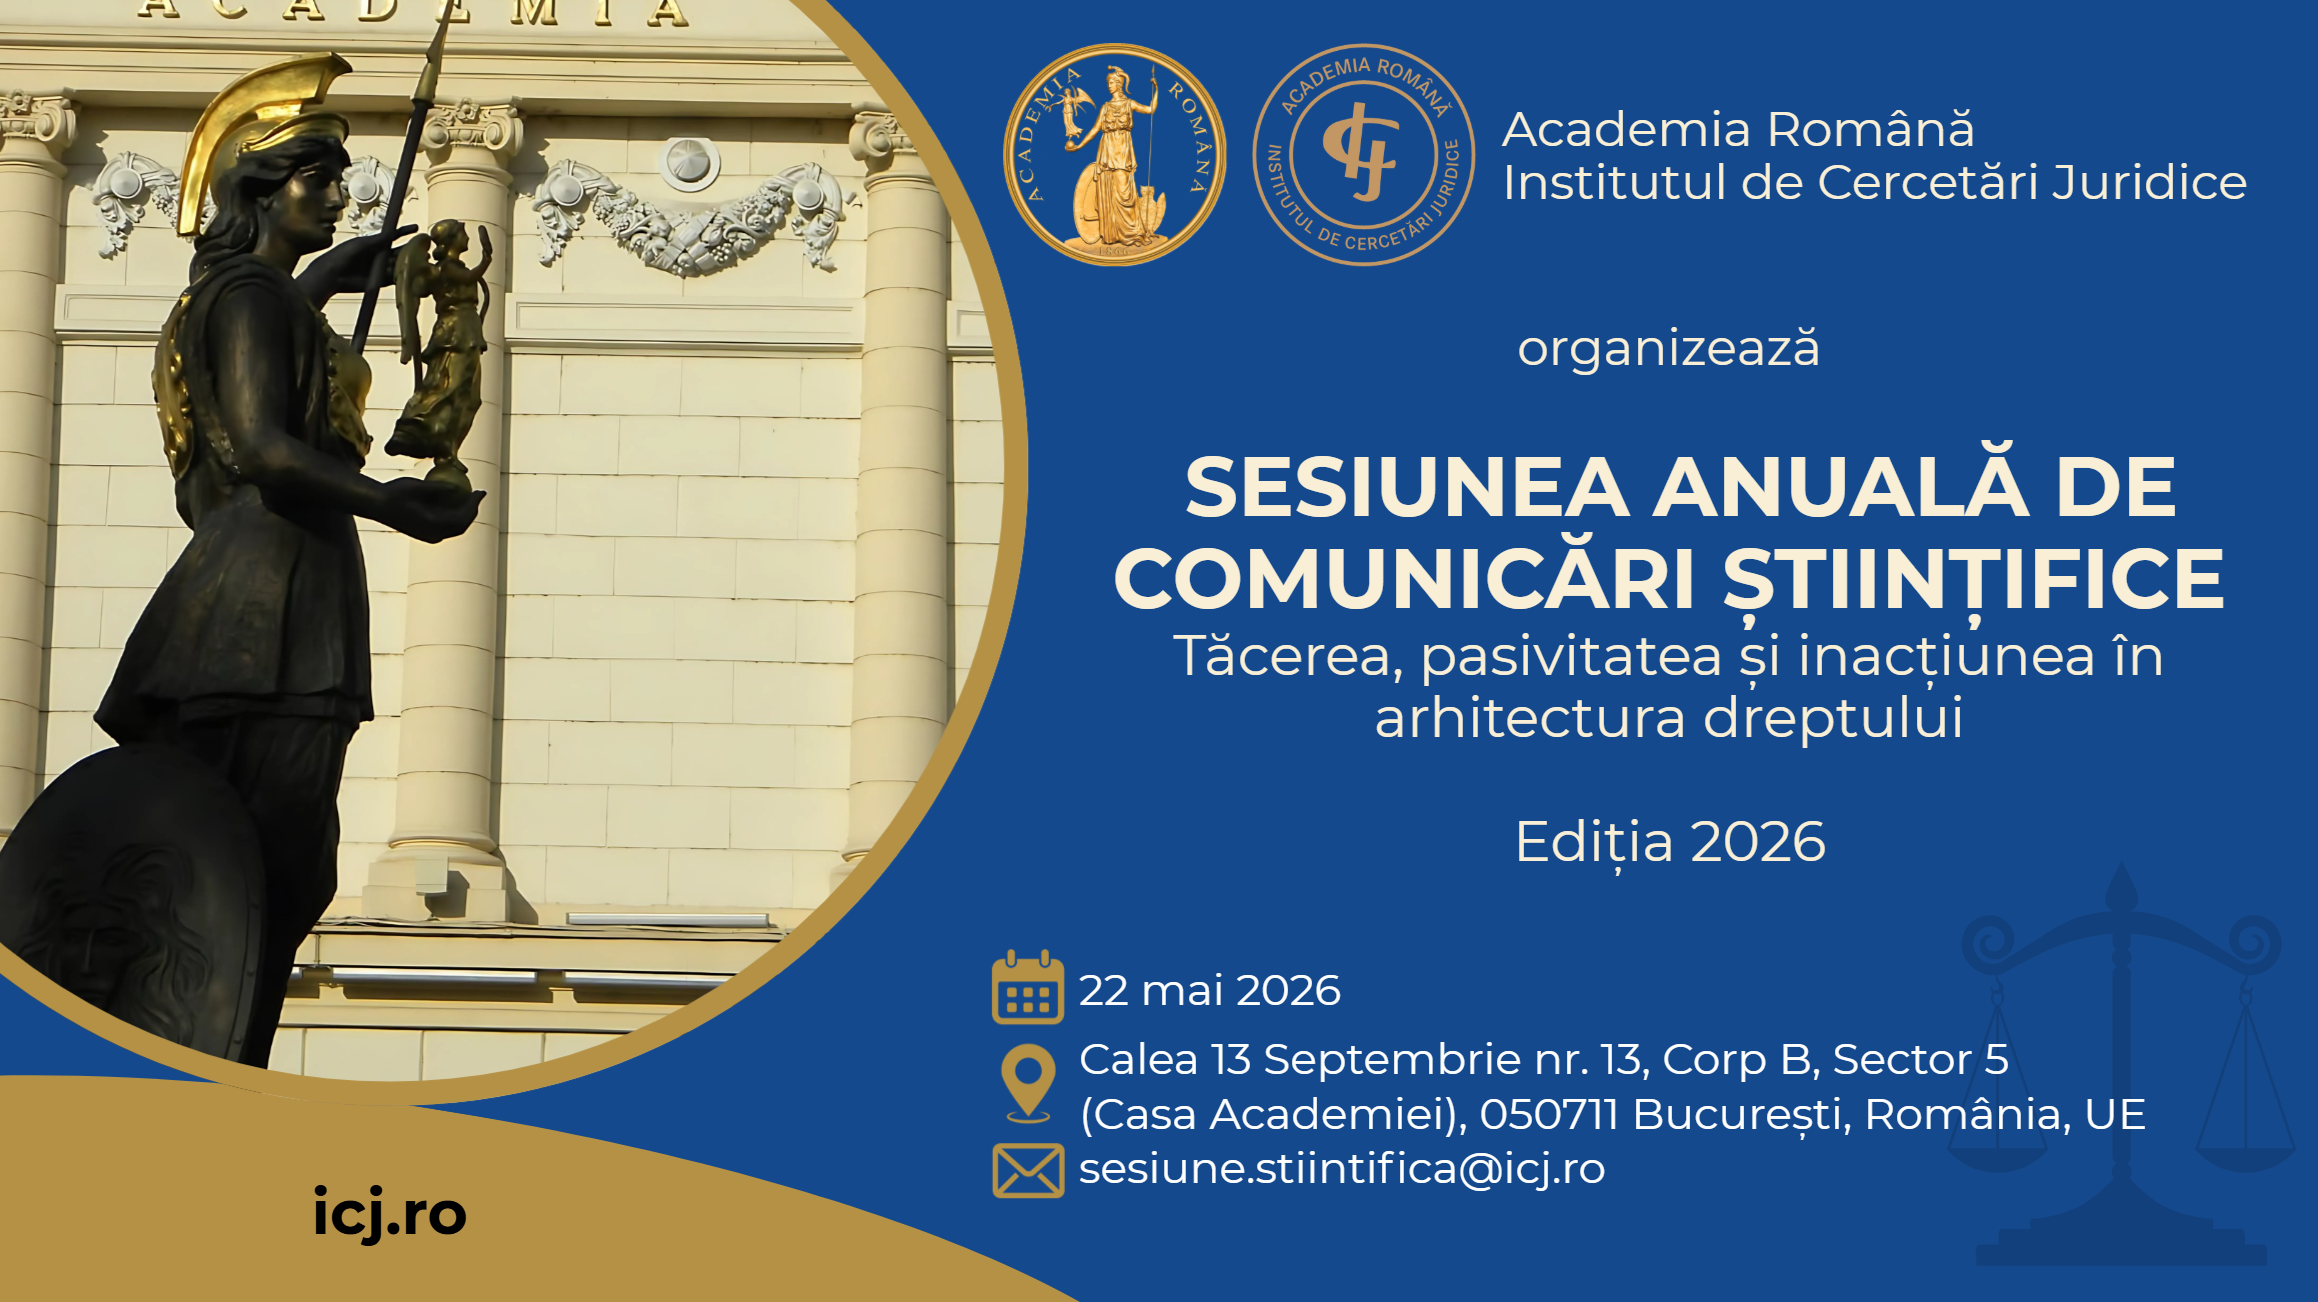 ACADEMIA
ACADEMIA ROMÂNĂ
1866
ACADEMIA ROMÂNĂ
INSTITUTUL DE CERCETĂRI JURIDICE
Academia Română
Institutul de Cercetări Juridice
organizează
SESIUNEA ANUALĂ DE
COMUNICĂRI ȘTIINȚIFICE
Tăcerea, pasivitatea și inacțiunea în
arhitectura dreptului
Ediția 2026
22 mai 2026
Calea 13 Septembrie nr. 13, Corp B, Sector 5
(Casa Academiei), 050711 București, România, UE
sesiune.stiintifica@icj.ro
icj.ro